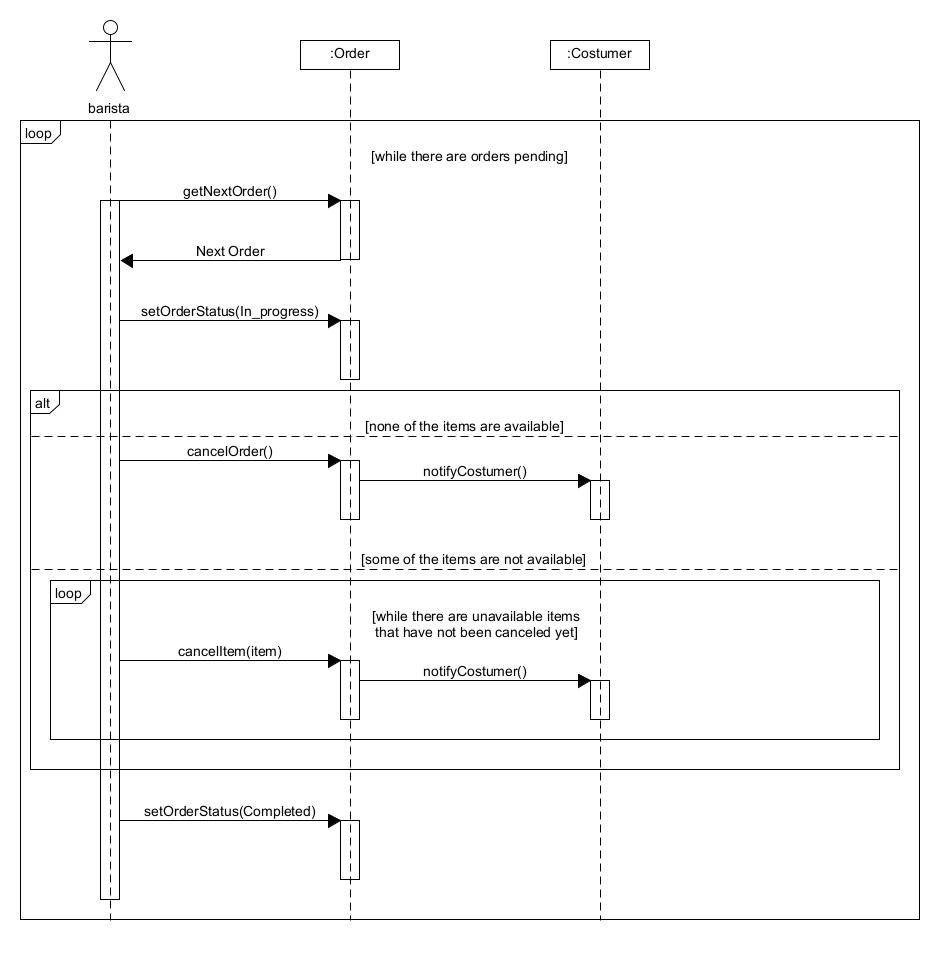 :Order
:Costumer
barista
loop
[while there are orders pending]
getNextOrder()
Next Order
setOrderStatus(In_progress)
alt
[none of the items are available]
cancelOrder()
notifyCostumer()
[some of the items are not available]
loop
[while there are unavailable items
that have not been canceled yet]
cancelItem(item)
notifyCostumer()
setOrderStatus(Completed)